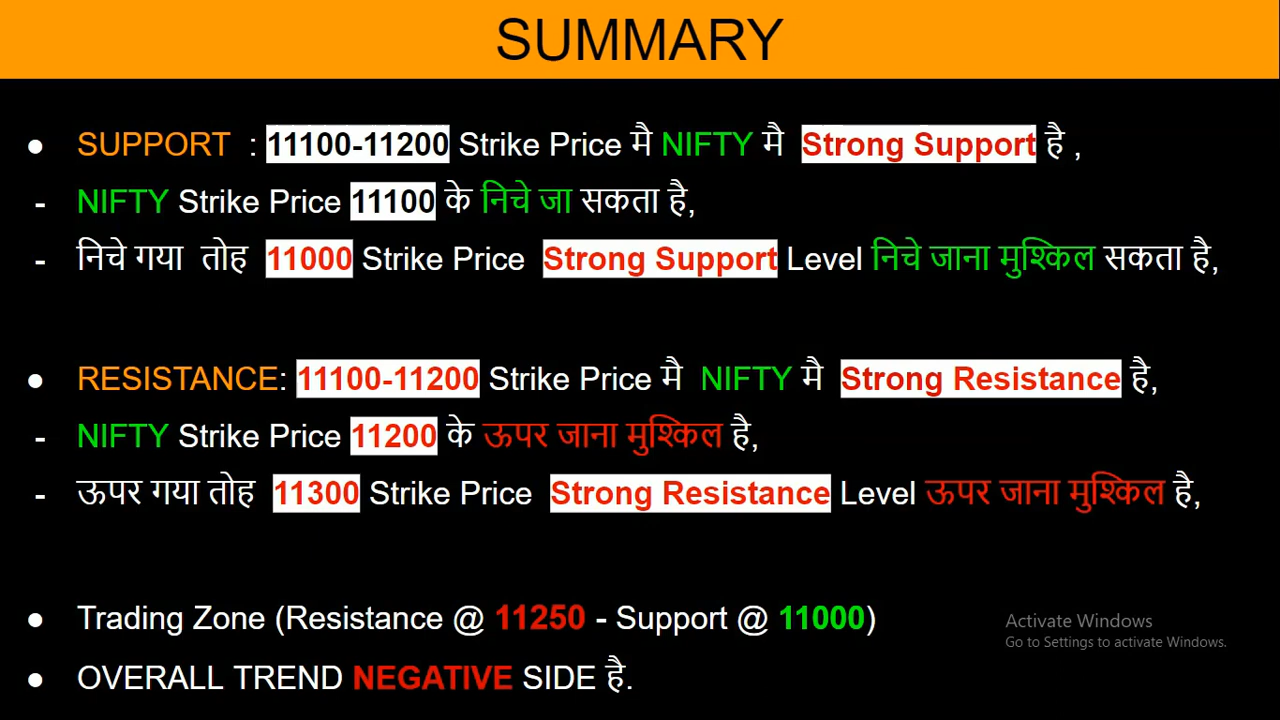 SUMMARY
● SUPPORT : 11100-11200 Strike Price मै NIFTY मै Strong Support है ,
- NIFTY Strike Price 11100 के निचे जा सकता है,
- निचे गया तोह 11000 Strike Price Strong Support Level निचे जाना मुश्किल सकता है,
● RESISTANCE: 11100-11200 Strike Price मै NIFTY मै Strong Resistance है,
- NIFTY Strike Price 11200 के ऊपर जाना मुश्किल है,
- ऊपर गया तोह 11300 Strike Price Strong Resistance Level ऊपर जाना मुश्किल है,
● Trading Zone (Resistance @ 11250 - Support @ 11000)
Activate Windows
Go to Settings to activate Windows.
● OVERALL TREND NEGATIVE SIDE है.